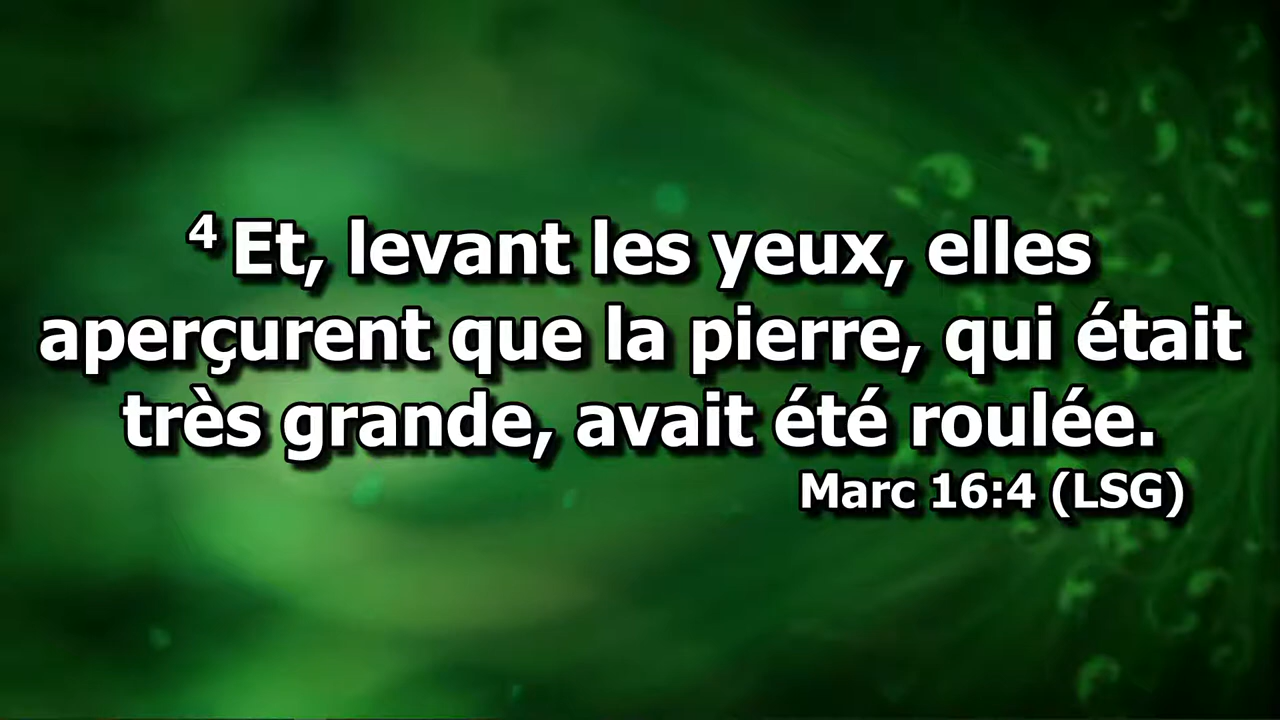 4 Et, levant les yeux, elles
aperçurent que la pierre, qui était
très grande, avait été roulée.
Marc 16:4 (LSG)